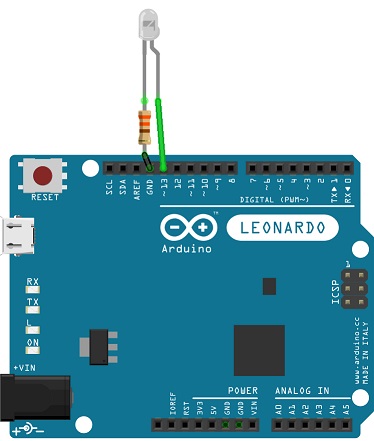 RESET
SCL
SDA
AREF
GND
~13
12
~11
~10
~9
8
7
~6
~5
4
~3
2
TX▶1
RX◀0
DIGITAL (PWM~)
TM
LEONARDO
Arduino
RX
TX
L
ON
+VIN
1
ICSP
www.arduino.cc
MADE IN ITALY
POWER
ANALOG IN
IOREF
RST
3V3
5V
GND
GND
VIN
A0
A1
A2
A3
A4
A5